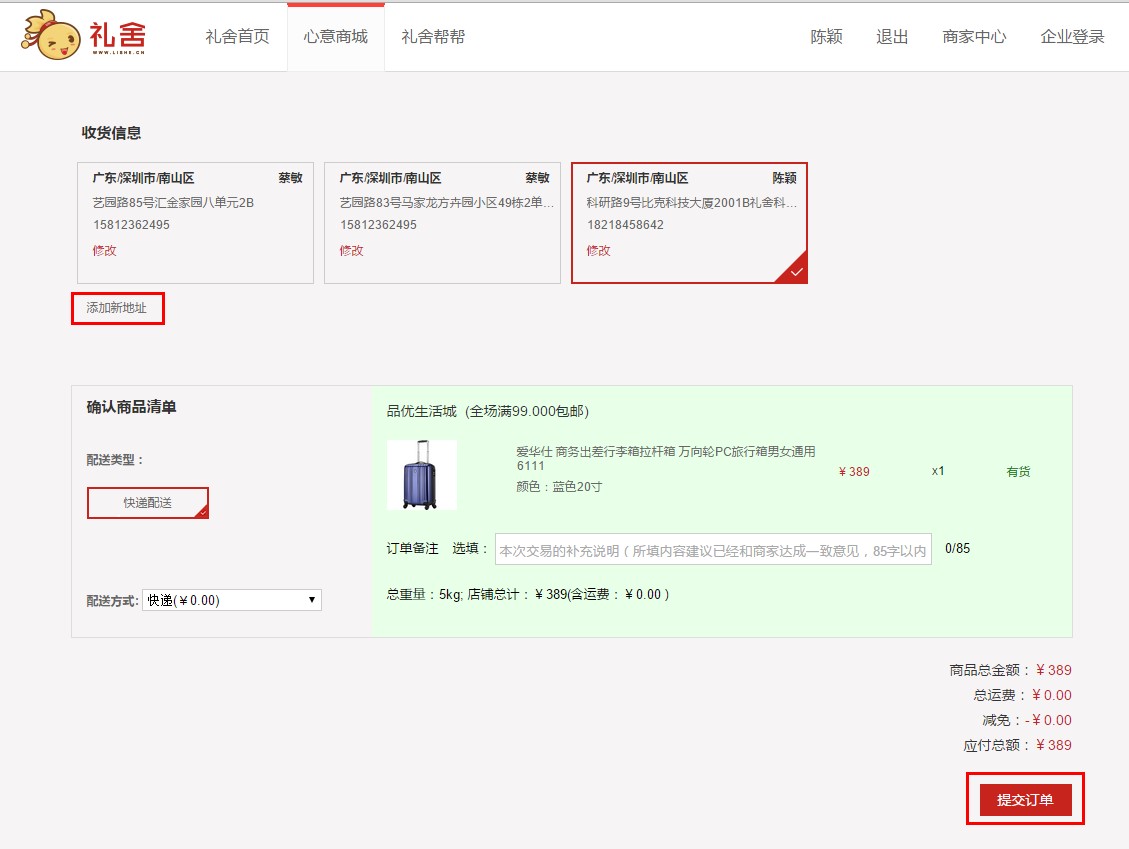 礼舍
WWW.LISHE.CN
礼舍首页 心意商城 礼舍帮帮 陈颖 退出 商家中心 企业登录
收货信息
广东/深圳市/南山区 蔡敏
艺园路85号汇金家园八单元2B
15812362495
修改
广东/深圳市/南山区 蔡敏
艺园路83号马家龙方卉园小区49栋2单...
15812362495
修改
广东/深圳市/南山区 陈颖
科研路9号比克科技大厦2001B礼舍科...
18218458642
修改
添加新地址
确认商品清单
配送类型：
快递配送
配送方式: 快递(￥0.00)
品优生活城 (全场满99.000包邮)
爱华仕 商务出差行李箱拉杆箱 万向轮PC旅行箱男女通用
6111
颜色：蓝色20寸
￥389 x1 有货
订单备注 选填： 本次交易的补充说明（所填内容建议已经和商家达成一致意见，85字以内 0/85
总重量：5kg; 店铺总计：￥389(含运费：￥0.00 )
商品总金额：￥389
总运费：￥0.00
减免：-￥0.00
应付总额：￥389
提交订单